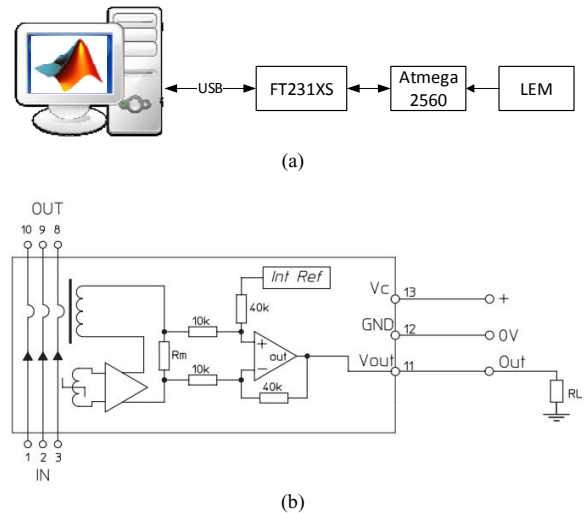 USB
FT231XS
Atmega
2560
LEM
(a)
OUT
10 9 8
Int Ref
Vc 13 +
40k
10k
GND 12 0V
Rm
+
out
Vout 11 Out
10k
−
40k
RL
1 2 3
IN
(b)